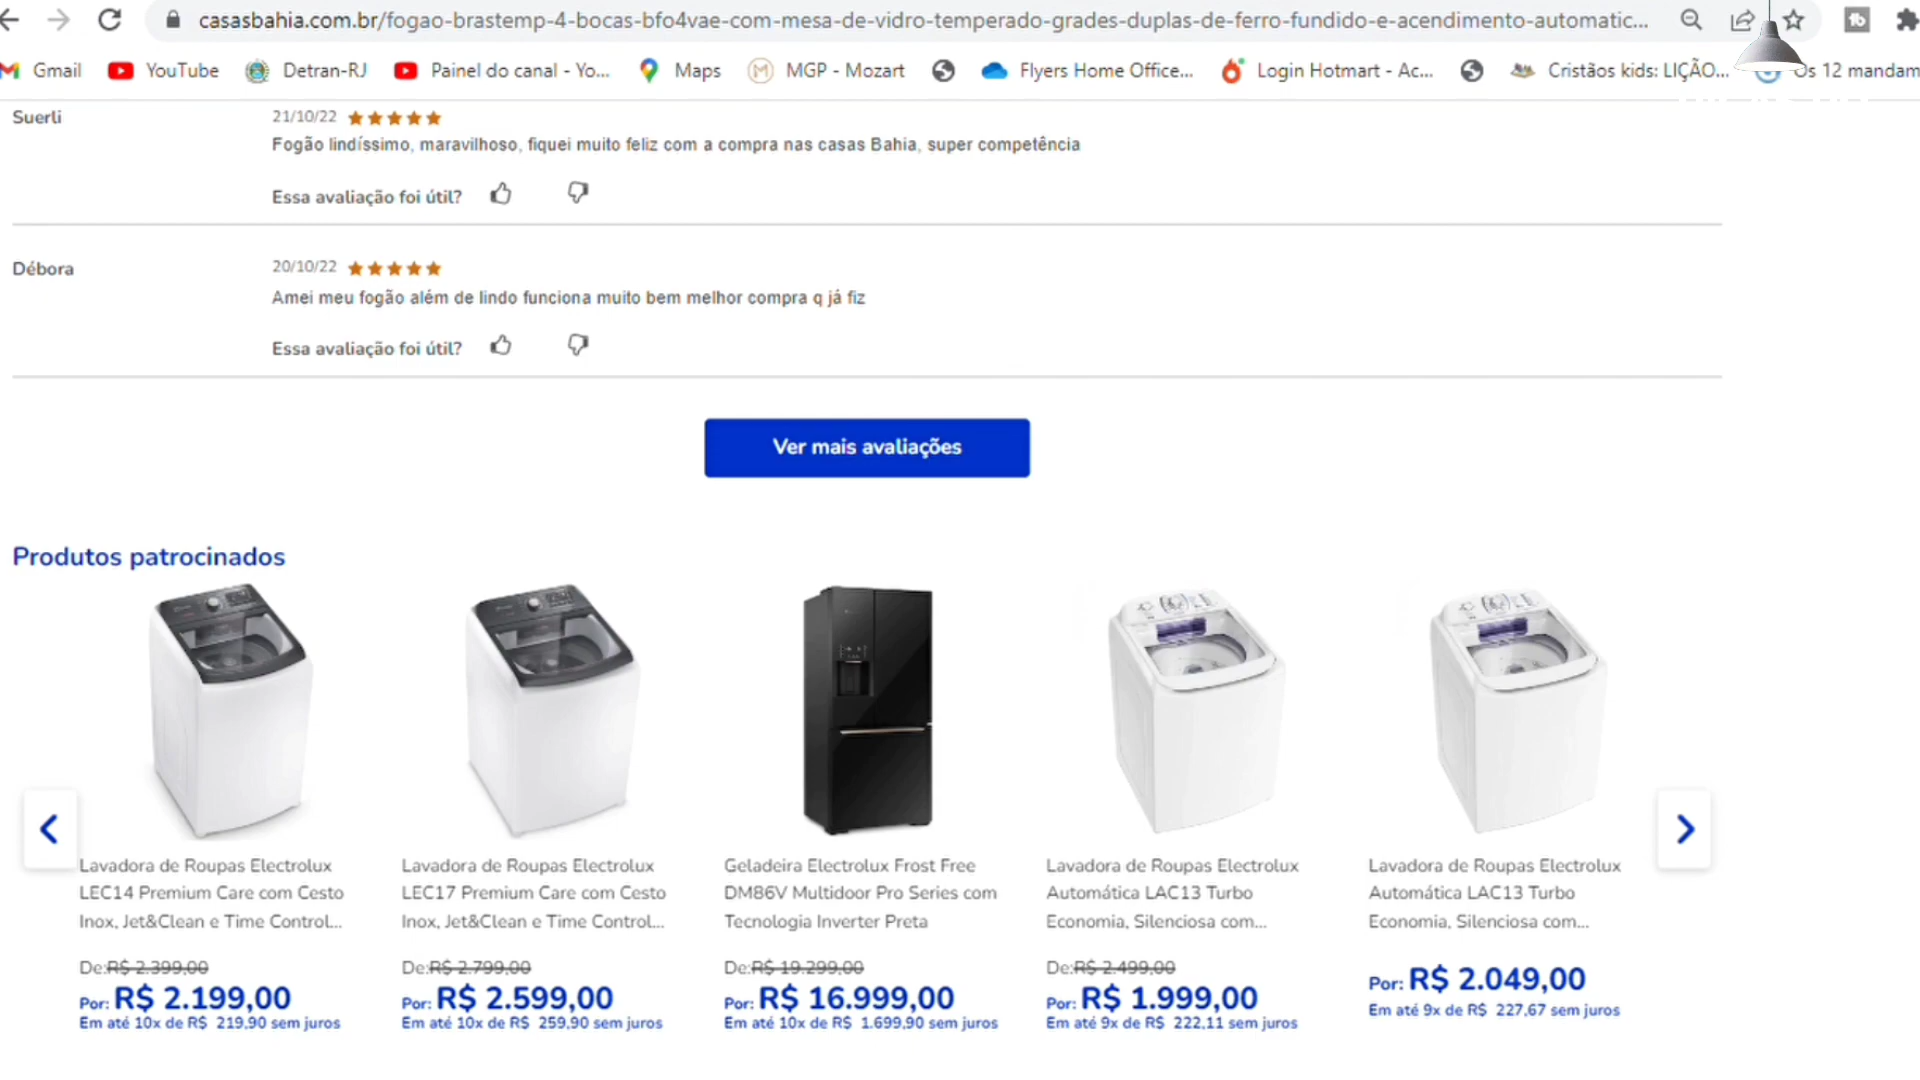 casasbahia.com.br/fogao-brastemp-4-bocas-bfo4vae-com-mesa-de-vidro-temperado-grades-duplas-de-ferro-fundido-e-acendimento-automatic...
Gmail YouTube Detran-RJ Painel do canal - Yo... Maps MGP - Mozart Flyers Home Office... Login Hotmart - Ac... Cristãos kids: LIÇÃO... Os 12 mandam
Suerli 21/10/22
Fogão lindíssimo, maravilhoso, fiquei muito feliz com a compra nas casas Bahia, super competência
Essa avaliação foi útil?
Débora 20/10/22
Amei meu fogão além de lindo funciona muito bem melhor compra q já fiz
Essa avaliação foi útil?
Ver mais avaliações
Produtos patrocinados
Lavadora de Roupas Electrolux
LEC14 Premium Care com Cesto
Inox, Jet&Clean e Time Control...
De:R$ 2.399,00
Por: R$ 2.199,00
Em até 10x de R$ 219,90 sem juros
Lavadora de Roupas Electrolux
LEC17 Premium Care com Cesto
Inox, Jet&Clean e Time Control...
De:R$ 2.799,00
Por: R$ 2.599,00
Em até 10x de R$ 259,90 sem juros
Geladeira Electrolux Frost Free
DM86V Multidoor Pro Series com
Tecnologia Inverter Preta
De:R$ 19.299,00
Por: R$ 16.999,00
Em até 10x de R$ 1.699,90 sem juros
Lavadora de Roupas Electrolux
Automática LAC13 Turbo
Economia, Silenciosa com...
De:R$ 2.499,00
Por: R$ 1.999,00
Em até 9x de R$ 222,11 sem juros
Lavadora de Roupas Electrolux
Automática LAC13 Turbo
Economia, Silenciosa com...
Por: R$ 2.049,00
Em até 9x de R$ 227,67 sem juros